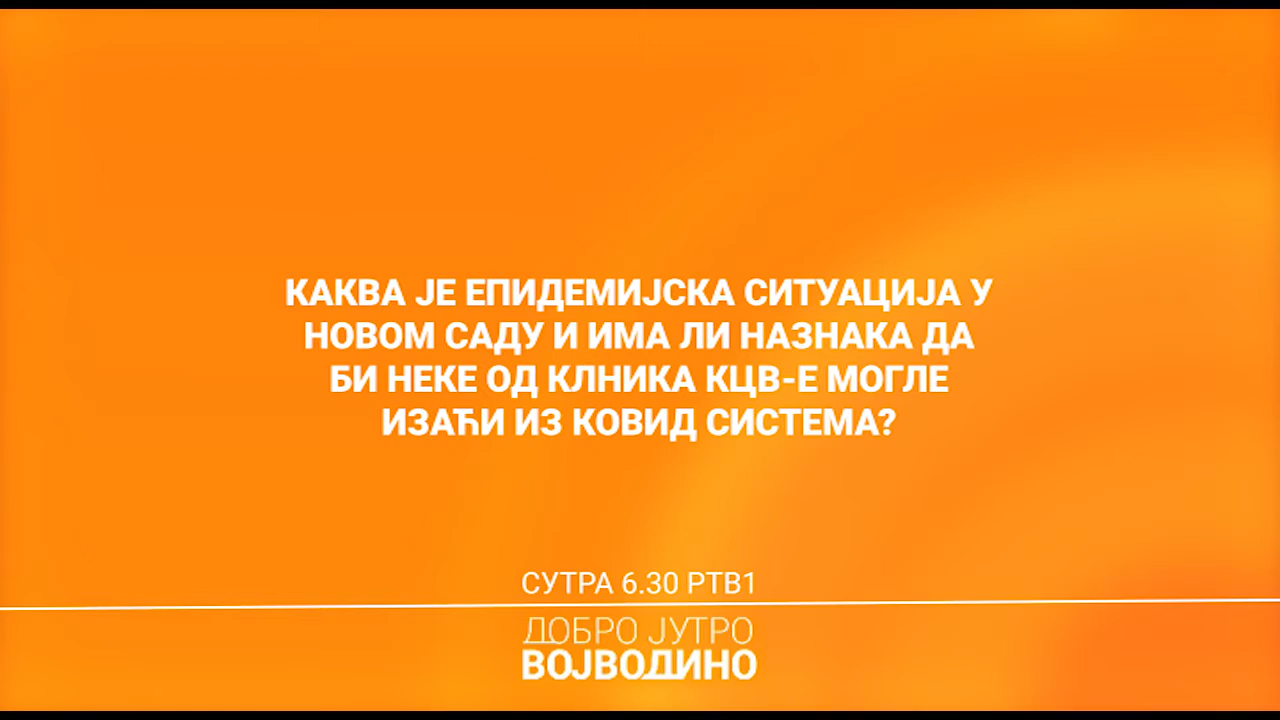 КАКВА ЈЕ ЕПИДЕМИЈСКА СИТУАЦИЈА У
НОВОМ САДУ И ИМА ЛИ НАЗНАКА ДА
БИ НЕКЕ ОД КЛНИКА КЦВ-Е МОГЛЕ
ИЗАЋИ ИЗ КОВИД СИСТЕМА?
СУТРА 6.30 РТВ1
ДОБРО ЈУТРО
ВОЈВОДИНО